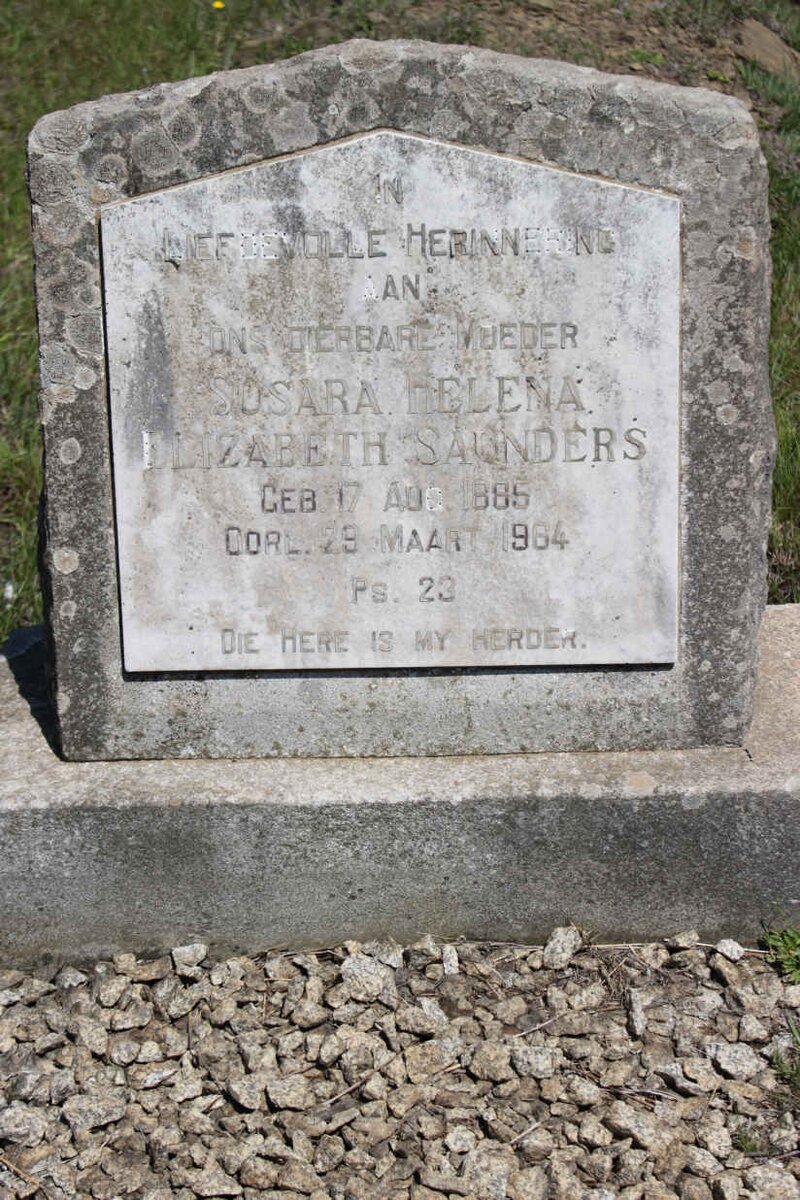 IN
LIEFDEVOLLE HERINNERING
AAN
ONS DIERBARE MOEDER
SUSARA HELENA
ELIZABETH SAUNDERS
GEB. 17 AUG 1885
OORL. 29 MAART 1964
PS. 23
DIE HERE IS MY HERDER.